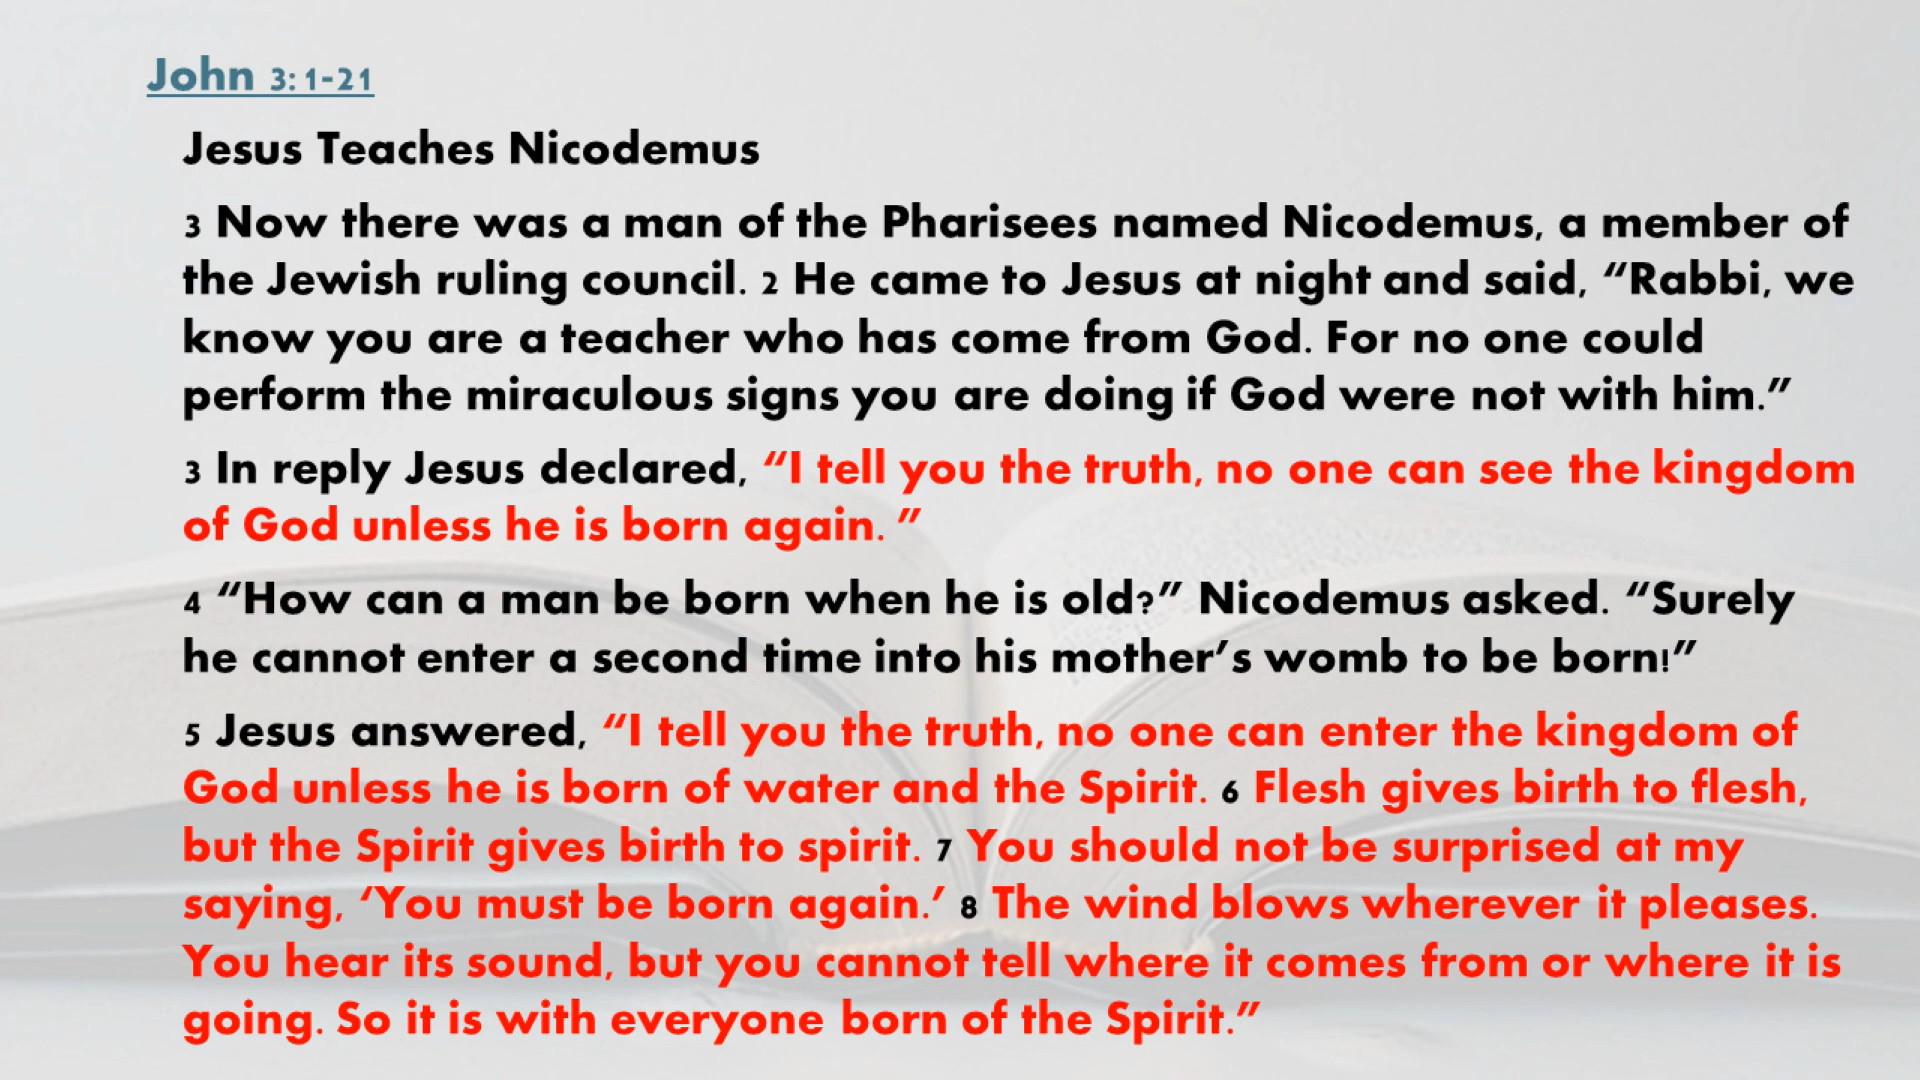 John 3:1-21
Jesus Teaches Nicodemus
3 Now there was a man of the Pharisees named Nicodemus, a member of
the Jewish ruling council. 2 He came to Jesus at night and said, “Rabbi, we
know you are a teacher who has come from God. For no one could
perform the miraculous signs you are doing if God were not with him.”
3 In reply Jesus declared, “I tell you the truth, no one can see the kingdom
of God unless he is born again. ”
4 “How can a man be born when he is old?” Nicodemus asked. “Surely
he cannot enter a second time into his mother’s womb to be born!”
5 Jesus answered, “I tell you the truth, no one can enter the kingdom of
God unless he is born of water and the Spirit. 6 Flesh gives birth to flesh,
but the Spirit gives birth to spirit. 7 You should not be surprised at my
saying, ‘You must be born again.’ 8 The wind blows wherever it pleases.
You hear its sound, but you cannot tell where it comes from or where it is
going. So it is with everyone born of the Spirit.”